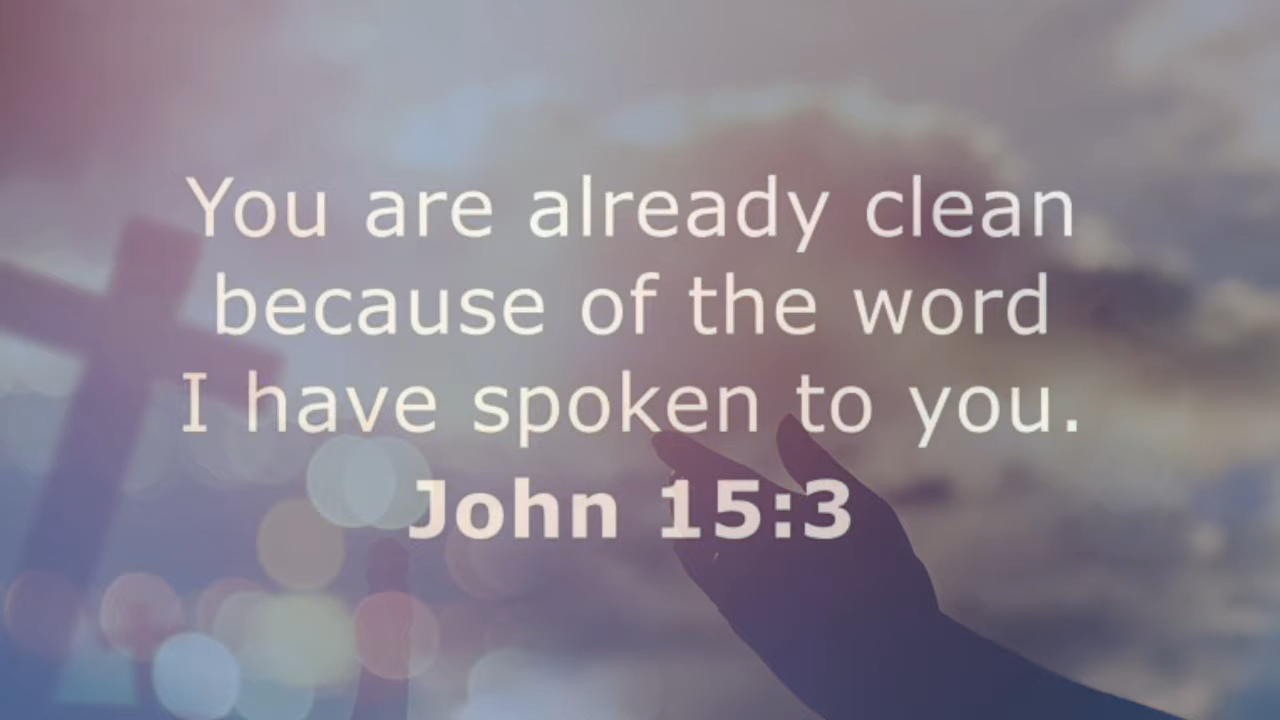 You are already clean
because of the word
I have spoken to you.
John 15:3